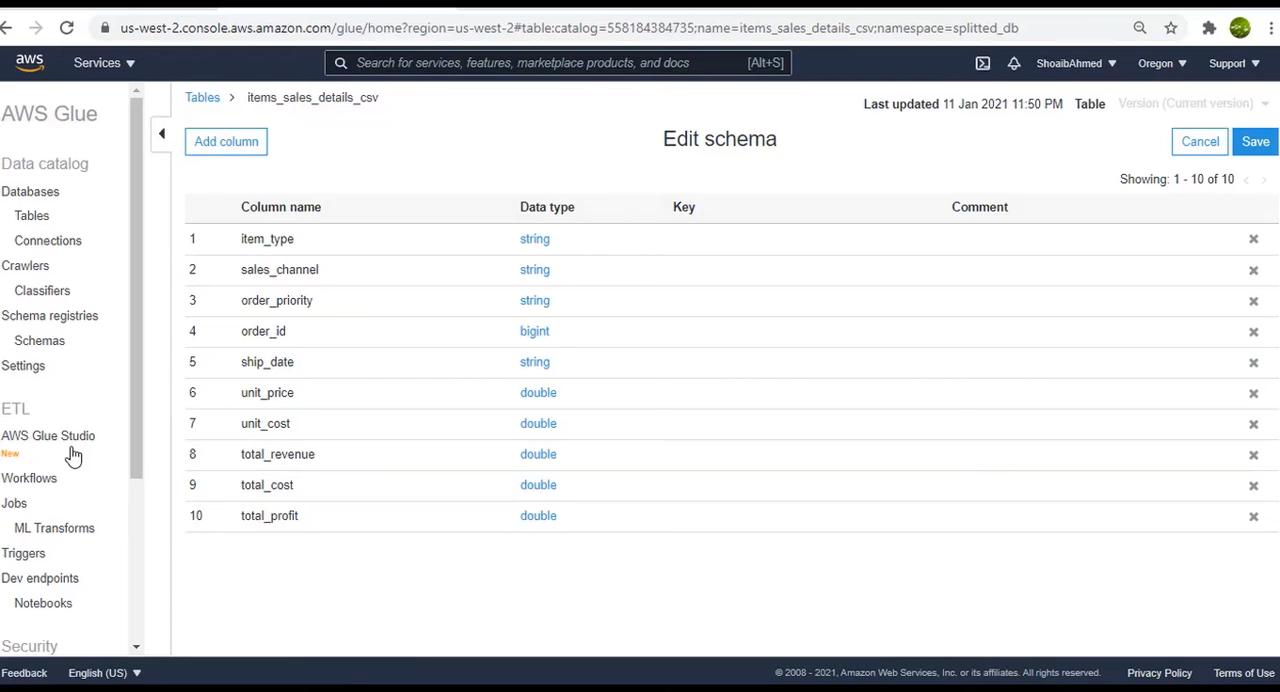 us-west-2.console.aws.amazon.com/glue/home?region=us-west-2#table:catalog=558184384735;name=items_sales_details_csv;namespace=splitted_db
aws Services Search for services, features, marketplace products, and docs [Alt+S] ShoaibAhmed Oregon Support
AWS Glue
Data catalog
Databases
Tables
Connections
Crawlers
Classifiers
Schema registries
Schemas
Settings
ETL
AWS Glue Studio
New
Workflows
Jobs
ML Transforms
Triggers
Dev endpoints
Notebooks
Security
Tables > items_sales_details_csv
Last updated 11 Jan 2021 11:50 PM Table Version (Current version)
Add column Edit schema Cancel Save
Showing: 1 - 10 of 10
Column name Data type Key Comment
1 item_type string
2 sales_channel string
3 order_priority string
4 order_id bigint
5 ship_date string
6 unit_price double
7 unit_cost double
8 total_revenue double
9 total_cost double
10 total_profit double
Feedback English (US) © 2008 - 2021, Amazon Web Services, Inc. or its affiliates. All rights reserved. Privacy Policy Terms of Use